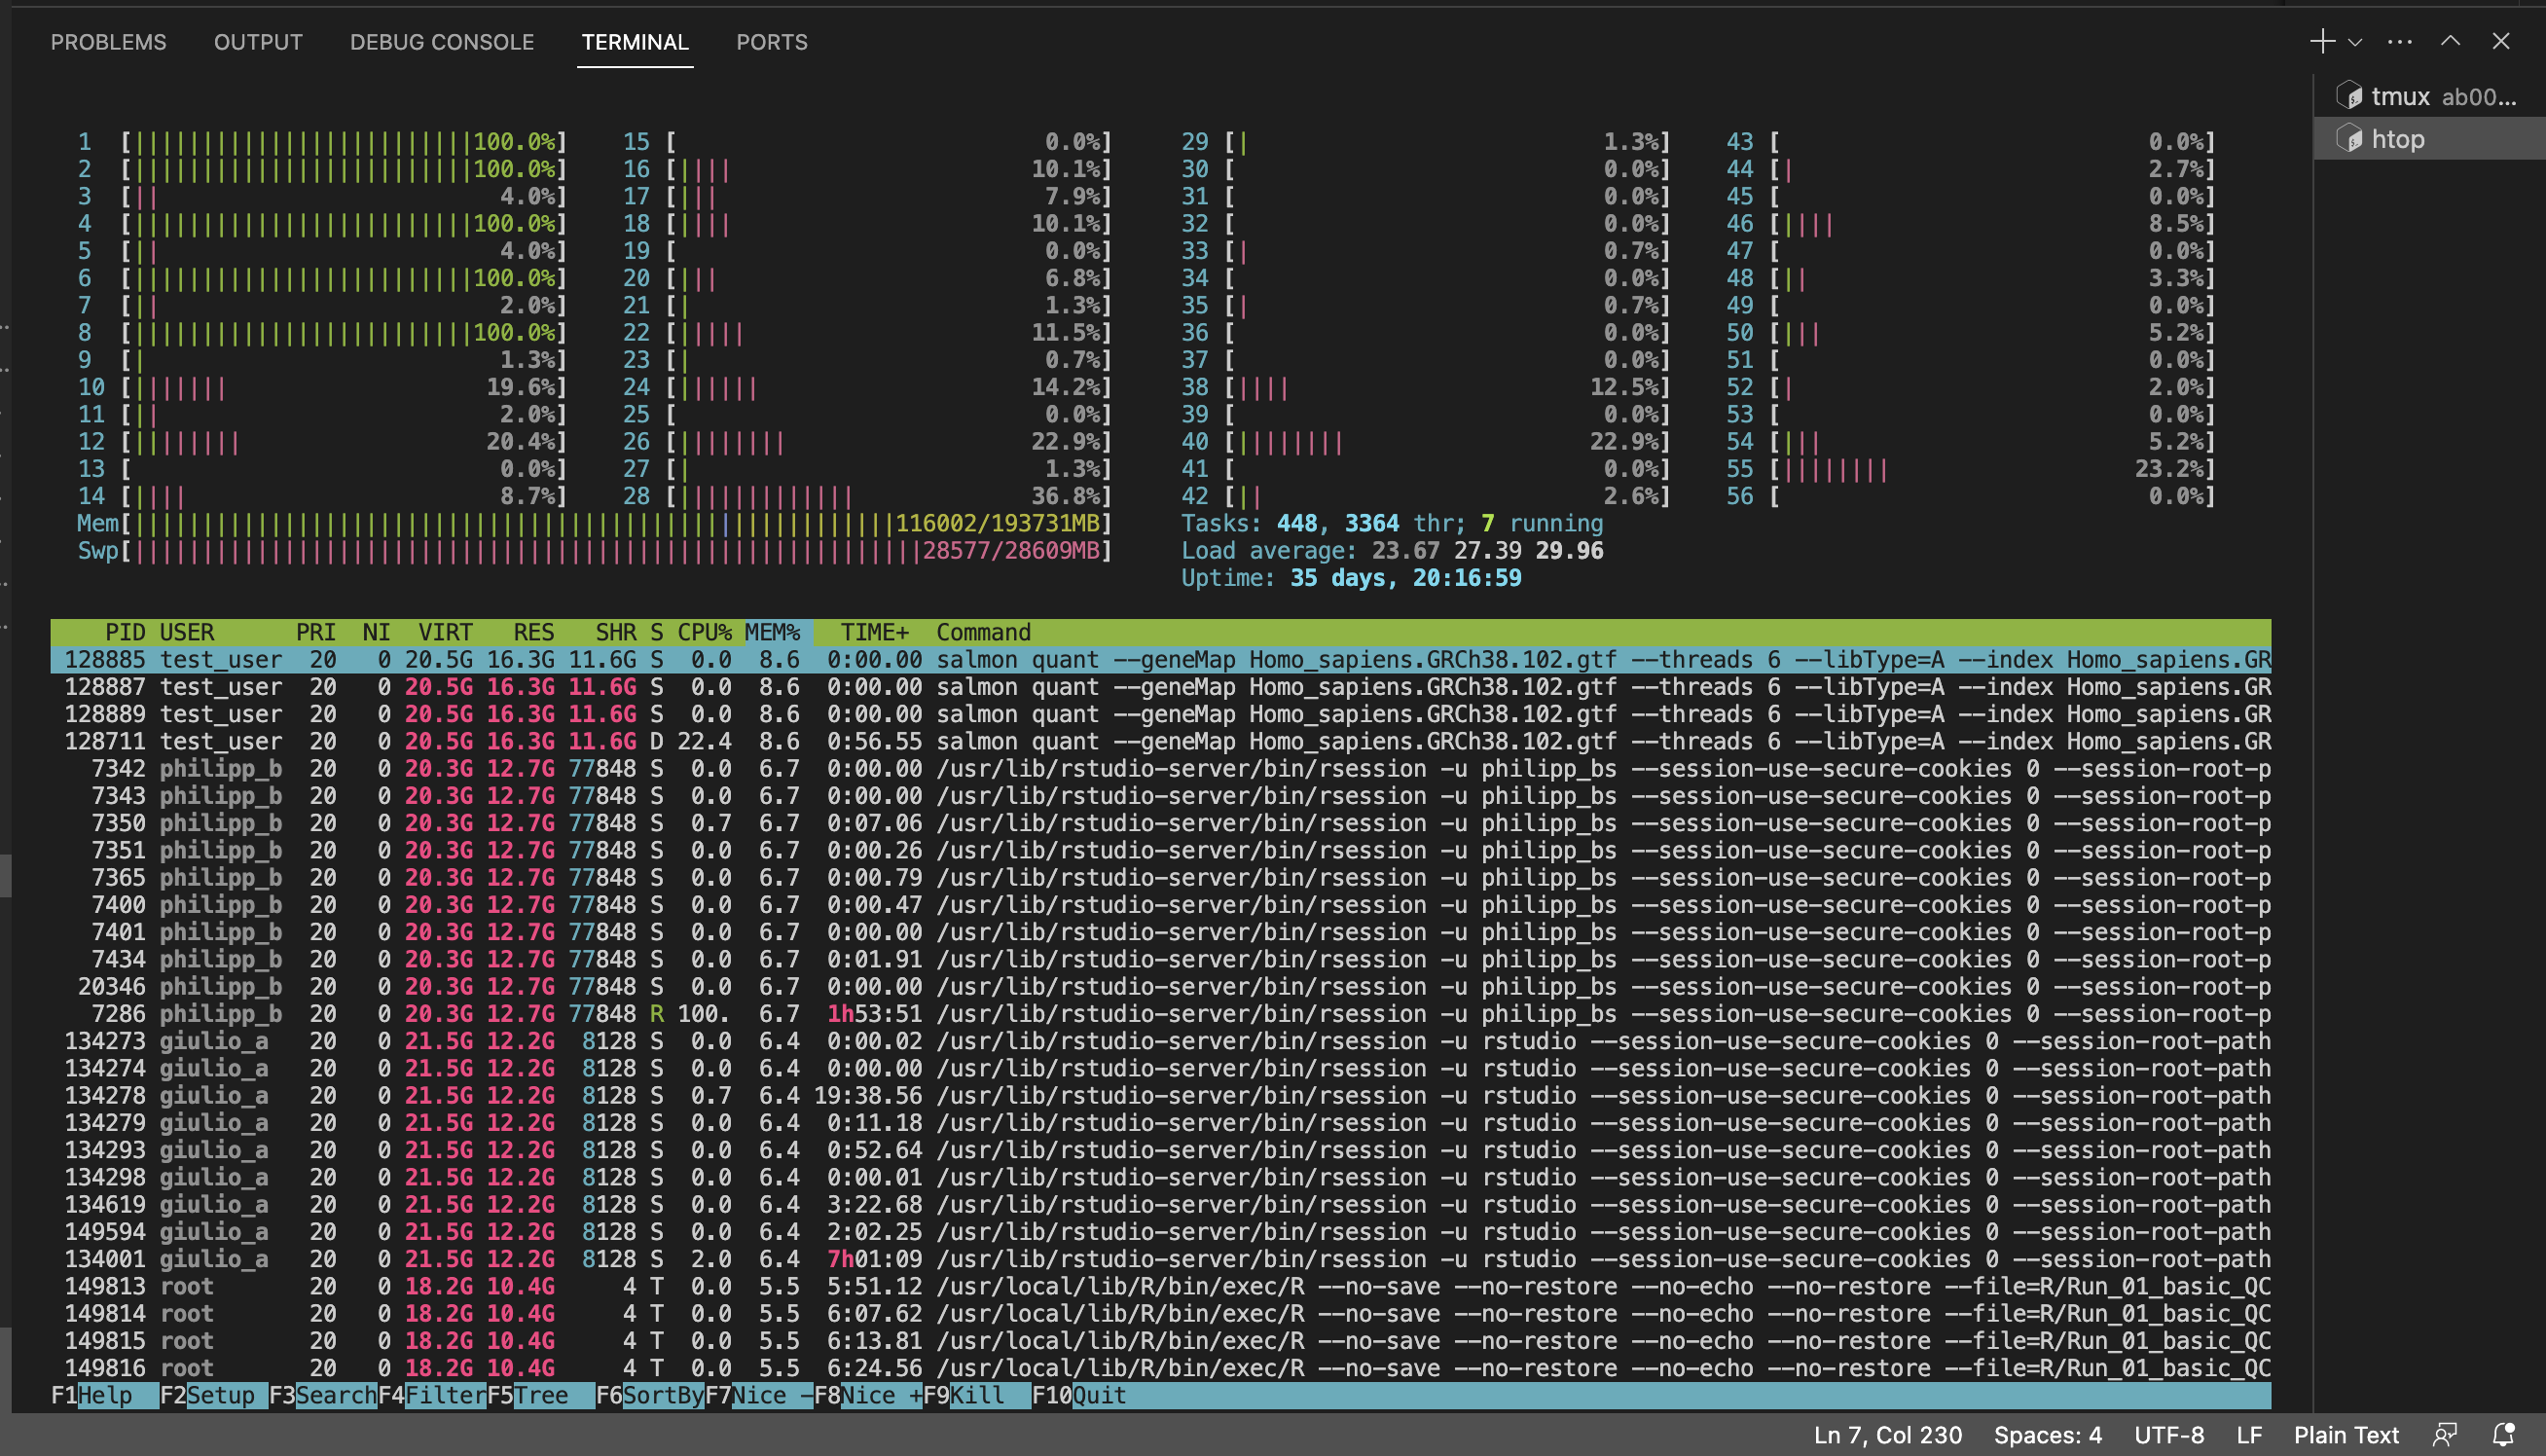 PROBLEMS OUTPUT DEBUG CONSOLE TERMINAL PORTS
tmux ab00...
htop
1 [100.0%] 15 [0.0%] 29 [1.3%] 43 [0.0%]
2 [100.0%] 16 [10.1%] 30 [0.0%] 44 [2.7%]
3 [4.0%] 17 [7.9%] 31 [0.0%] 45 [0.0%]
4 [100.0%] 18 [10.1%] 32 [0.0%] 46 [8.5%]
5 [4.0%] 19 [0.0%] 33 [0.7%] 47 [0.0%]
6 [100.0%] 20 [6.8%] 34 [0.0%] 48 [3.3%]
7 [2.0%] 21 [1.3%] 35 [0.7%] 49 [0.0%]
8 [100.0%] 22 [11.5%] 36 [0.0%] 50 [5.2%]
9 [1.3%] 23 [0.7%] 37 [0.0%] 51 [0.0%]
10 [19.6%] 24 [14.2%] 38 [12.5%] 52 [2.0%]
11 [2.0%] 25 [0.0%] 39 [0.0%] 53 [0.0%]
12 [20.4%] 26 [22.9%] 40 [22.9%] 54 [5.2%]
13 [0.0%] 27 [1.3%] 41 [0.0%] 55 [23.2%]
14 [8.7%] 28 [36.8%] 42 [2.6%] 56 [0.0%]
Mem[116002/193731MB] Tasks: 448, 3364 thr; 7 running
Swp[28577/28609MB] Load average: 23.67 27.39 29.96
Uptime: 35 days, 20:16:59
PID USER PRI NI VIRT RES SHR S CPU% MEM% TIME+ Command
128885 test_user 20 0 20.5G 16.3G 11.6G S 0.0 8.6 0:00.00 salmon quant --geneMap Homo_sapiens.GRCh38.102.gtf --threads 6 --libType=A --index Homo_sapiens.GR
128887 test_user 20 0 20.5G 16.3G 11.6G S 0.0 8.6 0:00.00 salmon quant --geneMap Homo_sapiens.GRCh38.102.gtf --threads 6 --libType=A --index Homo_sapiens.GR
128889 test_user 20 0 20.5G 16.3G 11.6G S 0.0 8.6 0:00.00 salmon quant --geneMap Homo_sapiens.GRCh38.102.gtf --threads 6 --libType=A --index Homo_sapiens.GR
128711 test_user 20 0 20.5G 16.3G 11.6G D 22.4 8.6 0:56.55 salmon quant --geneMap Homo_sapiens.GRCh38.102.gtf --threads 6 --libType=A --index Homo_sapiens.GR
7342 philipp_b 20 0 20.3G 12.7G 77848 S 0.0 6.7 0:00.00 /usr/lib/rstudio-server/bin/rsession -u philipp_bs --session-use-secure-cookies 0 --session-root-p
7343 philipp_b 20 0 20.3G 12.7G 77848 S 0.0 6.7 0:00.00 /usr/lib/rstudio-server/bin/rsession -u philipp_bs --session-use-secure-cookies 0 --session-root-p
7350 philipp_b 20 0 20.3G 12.7G 77848 S 0.7 6.7 0:07.06 /usr/lib/rstudio-server/bin/rsession -u philipp_bs --session-use-secure-cookies 0 --session-root-p
7351 philipp_b 20 0 20.3G 12.7G 77848 S 0.0 6.7 0:00.26 /usr/lib/rstudio-server/bin/rsession -u philipp_bs --session-use-secure-cookies 0 --session-root-p
7365 philipp_b 20 0 20.3G 12.7G 77848 S 0.0 6.7 0:00.79 /usr/lib/rstudio-server/bin/rsession -u philipp_bs --session-use-secure-cookies 0 --session-root-p
7400 philipp_b 20 0 20.3G 12.7G 77848 S 0.0 6.7 0:00.47 /usr/lib/rstudio-server/bin/rsession -u philipp_bs --session-use-secure-cookies 0 --session-root-p
7401 philipp_b 20 0 20.3G 12.7G 77848 S 0.0 6.7 0:00.00 /usr/lib/rstudio-server/bin/rsession -u philipp_bs --session-use-secure-cookies 0 --session-root-p
7434 philipp_b 20 0 20.3G 12.7G 77848 S 0.0 6.7 0:01.91 /usr/lib/rstudio-server/bin/rsession -u philipp_bs --session-use-secure-cookies 0 --session-root-p
20346 philipp_b 20 0 20.3G 12.7G 77848 S 0.0 6.7 0:00.00 /usr/lib/rstudio-server/bin/rsession -u philipp_bs --session-use-secure-cookies 0 --session-root-p
7286 philipp_b 20 0 20.3G 12.7G 77848 R 100. 6.7 1h53:51 /usr/lib/rstudio-server/bin/rsession -u philipp_bs --session-use-secure-cookies 0 --session-root-p
134273 giulio_a 20 0 21.5G 12.2G 8128 S 0.0 6.4 0:00.02 /usr/lib/rstudio-server/bin/rsession -u rstudio --session-use-secure-cookies 0 --session-root-path
134274 giulio_a 20 0 21.5G 12.2G 8128 S 0.0 6.4 0:00.00 /usr/lib/rstudio-server/bin/rsession -u rstudio --session-use-secure-cookies 0 --session-root-path
134278 giulio_a 20 0 21.5G 12.2G 8128 S 0.7 6.4 19:38.56 /usr/lib/rstudio-server/bin/rsession -u rstudio --session-use-secure-cookies 0 --session-root-path
134279 giulio_a 20 0 21.5G 12.2G 8128 S 0.0 6.4 0:11.18 /usr/lib/rstudio-server/bin/rsession -u rstudio --session-use-secure-cookies 0 --session-root-path
134293 giulio_a 20 0 21.5G 12.2G 8128 S 0.0 6.4 0:52.64 /usr/lib/rstudio-server/bin/rsession -u rstudio --session-use-secure-cookies 0 --session-root-path
134298 giulio_a 20 0 21.5G 12.2G 8128 S 0.0 6.4 0:00.01 /usr/lib/rstudio-server/bin/rsession -u rstudio --session-use-secure-cookies 0 --session-root-path
134619 giulio_a 20 0 21.5G 12.2G 8128 S 0.0 6.4 3:22.68 /usr/lib/rstudio-server/bin/rsession -u rstudio --session-use-secure-cookies 0 --session-root-path
149594 giulio_a 20 0 21.5G 12.2G 8128 S 0.0 6.4 2:02.25 /usr/lib/rstudio-server/bin/rsession -u rstudio --session-use-secure-cookies 0 --session-root-path
134001 giulio_a 20 0 21.5G 12.2G 8128 S 2.0 6.4 7h01:09 /usr/lib/rstudio-server/bin/rsession -u rstudio --session-use-secure-cookies 0 --session-root-path
149813 root 20 0 18.2G 10.4G 4 T 0.0 5.5 5:51.12 /usr/local/lib/R/bin/exec/R --no-save --no-restore --no-echo --no-restore --file=R/Run_01_basic_QC
149814 root 20 0 18.2G 10.4G 4 T 0.0 5.5 6:07.62 /usr/local/lib/R/bin/exec/R --no-save --no-restore --no-echo --no-restore --file=R/Run_01_basic_QC
149815 root 20 0 18.2G 10.4G 4 T 0.0 5.5 6:13.81 /usr/local/lib/R/bin/exec/R --no-save --no-restore --no-echo --no-restore --file=R/Run_01_basic_QC
149816 root 20 0 18.2G 10.4G 4 T 0.0 5.5 6:24.56 /usr/local/lib/R/bin/exec/R --no-save --no-restore --no-echo --no-restore --file=R/Run_01_basic_QC
F1Help F2Setup F3SearchF4FilterF5Tree F6SortByF7Nice -F8Nice +F9Kill F10Quit
Ln 7, Col 230 Spaces: 4 UTF-8 LF Plain Text